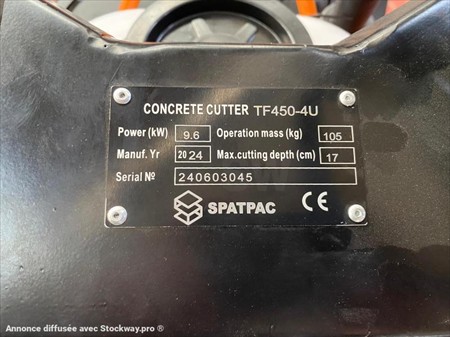 CONCRETE CUTTER TF450-4U
Power (kW) 9.6 Operation mass (kg) 105
Manuf. Yr 2024 Max.cutting depth (cm) 17
Serial Nº 240603045
SPATPAC CE
Annonce diffusée avec Stockway.pro ®